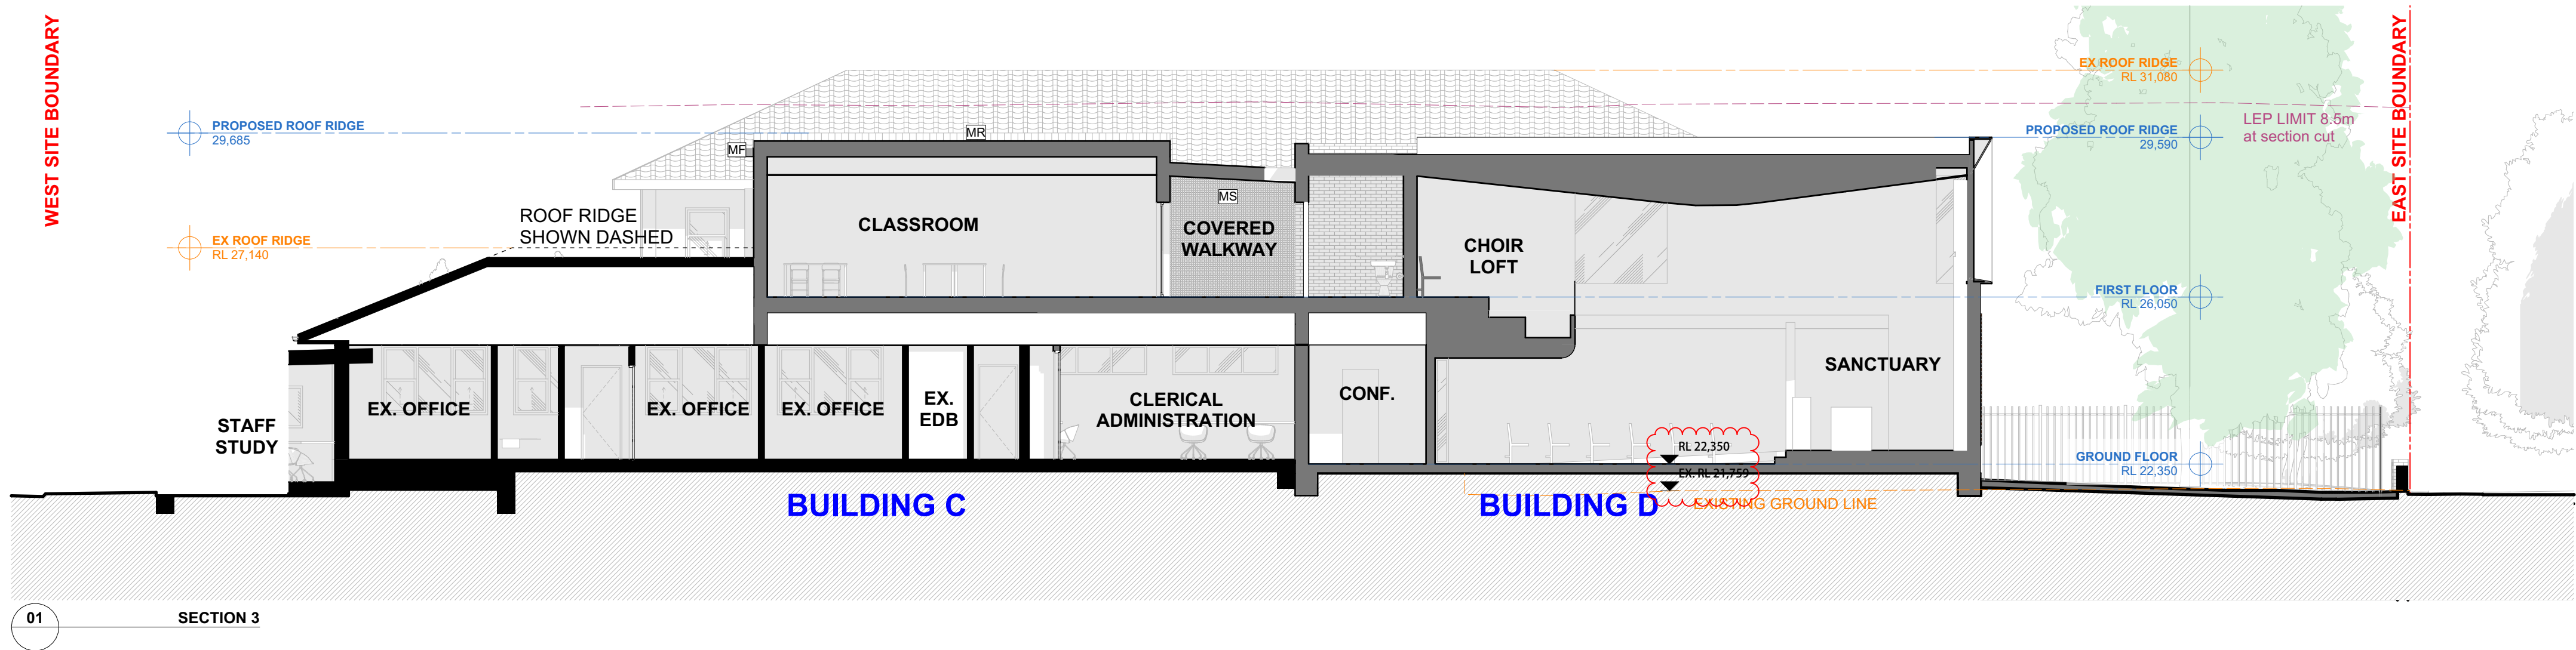 WEST SITE BOUNDARY
EAST SITE BOUNDARY
EX ROOF RIDGE
RL 31,080
LEP LIMIT 8.5m
at section cut
PROPOSED ROOF RIDGE
29,685
MR
PROPOSED ROOF RIDGE
29,590
MF
MS
ROOF RIDGE
SHOWN DASHED
CLASSROOM
COVERED
WALKWAY
CHOIR
LOFT
EX ROOF RIDGE
RL 27,140
FIRST FLOOR
RL 26,050
SANCTUARY
STAFF
STUDY
EX. OFFICE
EX. OFFICE
EX. OFFICE
EX.
EDB
CLERICAL
ADMINISTRATION
CONF.
RL 22,350
EX. RL 21,759
GROUND FLOOR
RL 22,350
BUILDING C
BUILDING D
EXISTING GROUND LINE
01
SECTION 3